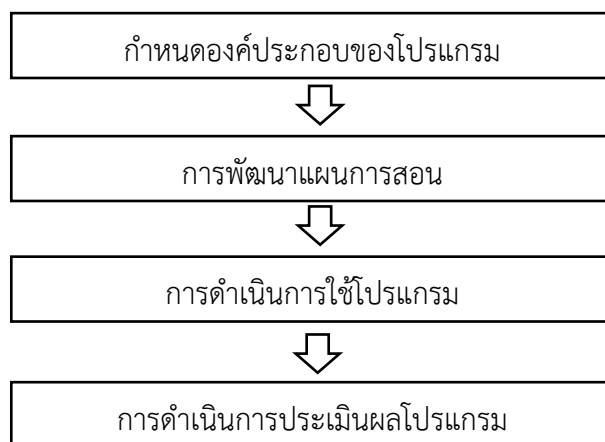 กำหนดองค์ประกอบของโปรแกรม
การพัฒนาแผนการสอน
การดำเนินการใช้โปรแกรม
การดำเนินการประเมินผลโปรแกรม